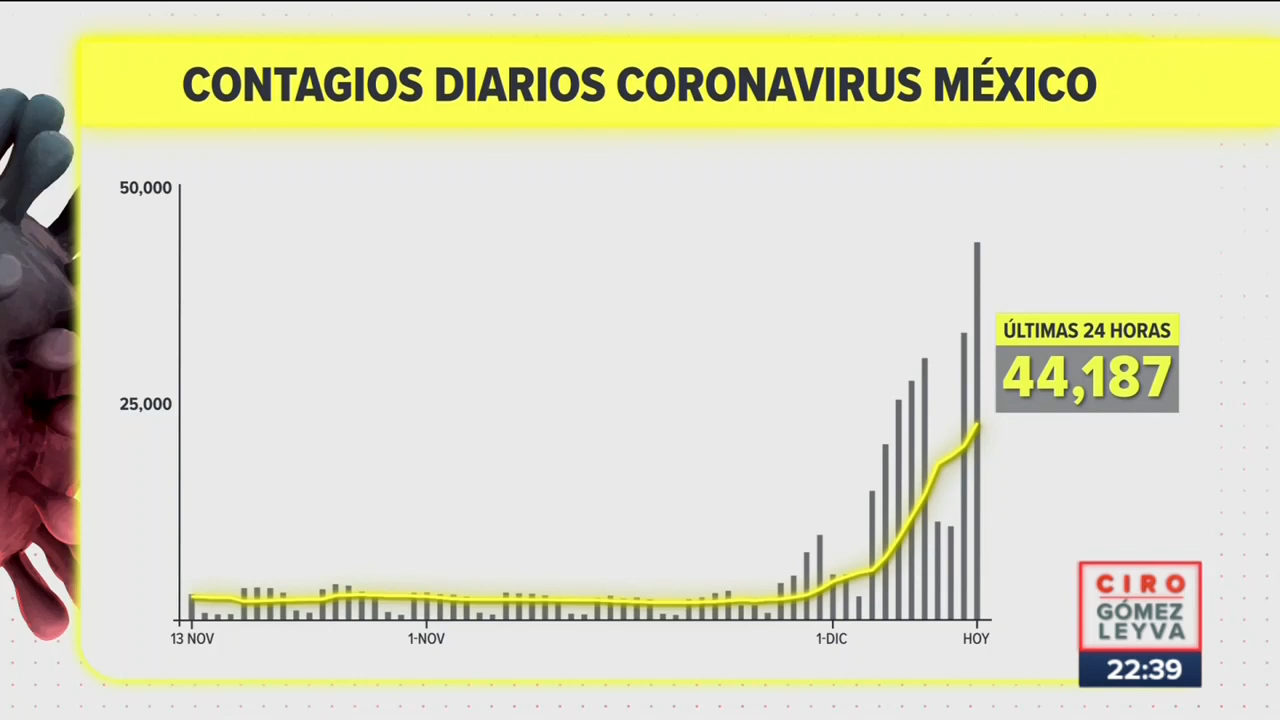 CONTAGIOS DIARIOS CORONAVIRUS MÉXICO
50,000
25,000
ÚLTIMAS 24 HORAS
44,187
13 NOV
1-NOV
1-DIC
HOY
CIRO
GÓMEZ
LEYVA
22:39